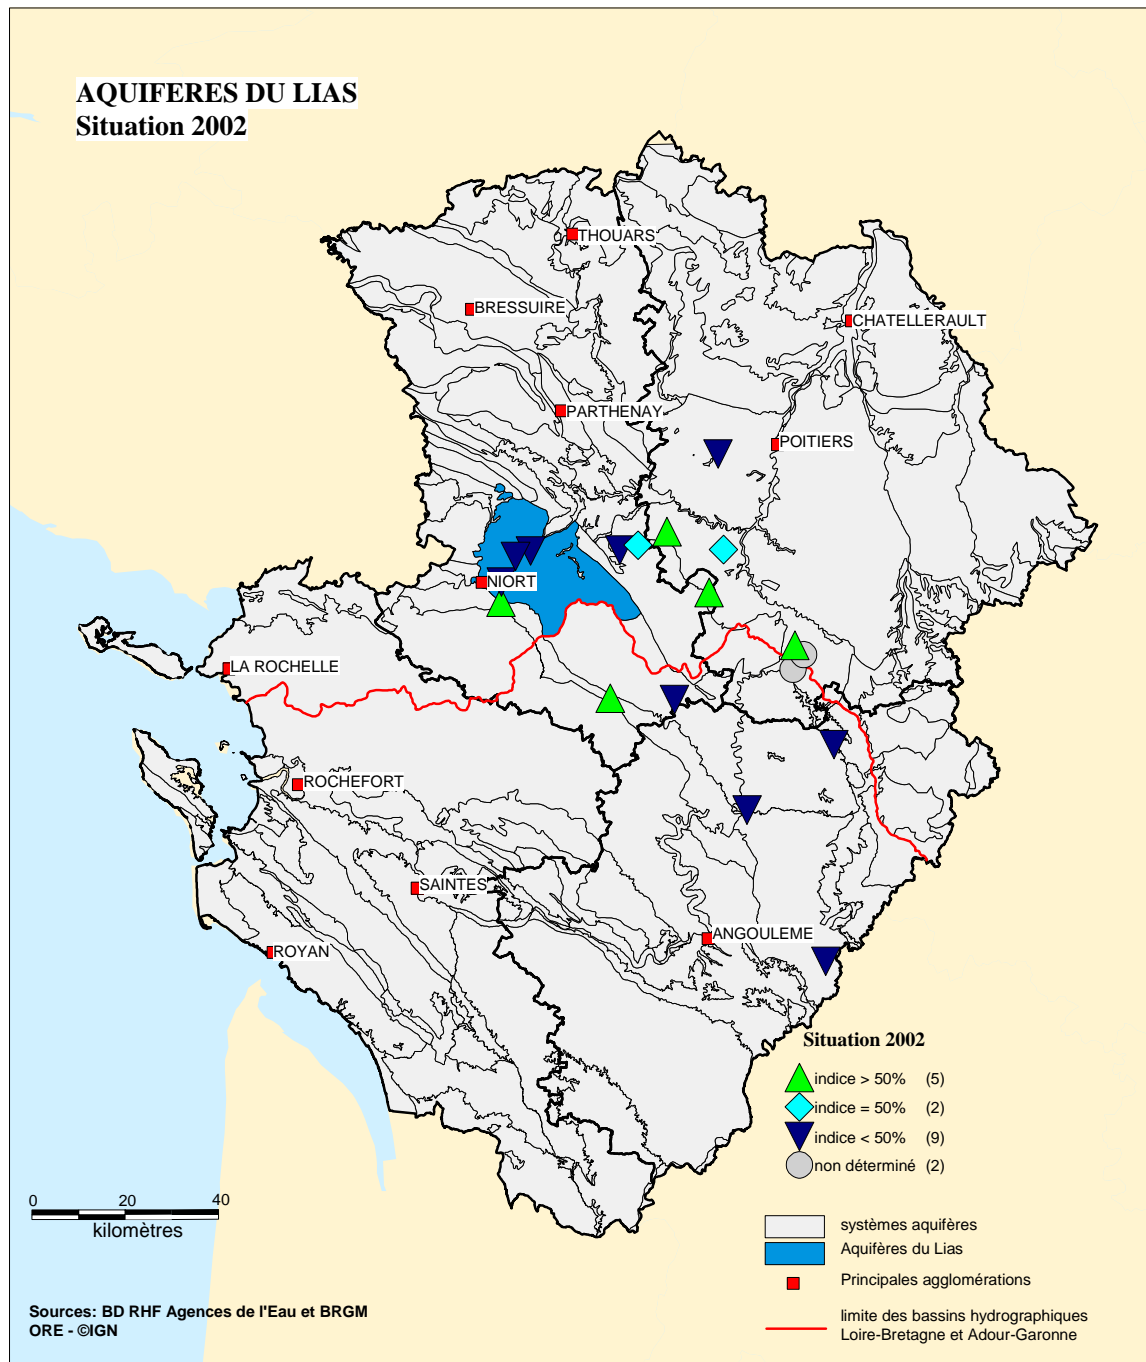 AQUIFERES DU LIAS
Situation 2002
THOUARS
BRESSUIRE
CHATELLERAULT
PARTHENAY
POITIERS
NIORT
LA ROCHELLE
ROCHEFORT
SAINTES
ANGOULEME
ROYAN
Situation 2002
indice > 50% (5)
indice = 50% (2)
indice < 50% (9)
non déterminé (2)
0 20 40
kilomètres
systèmes aquifères
Aquifères du Lias
Principales agglomérations
limite des bassins hydrographiques
Loire-Bretagne et Adour-Garonne
Sources: BD RHF Agences de l'Eau et BRGM
ORE - ©IGN